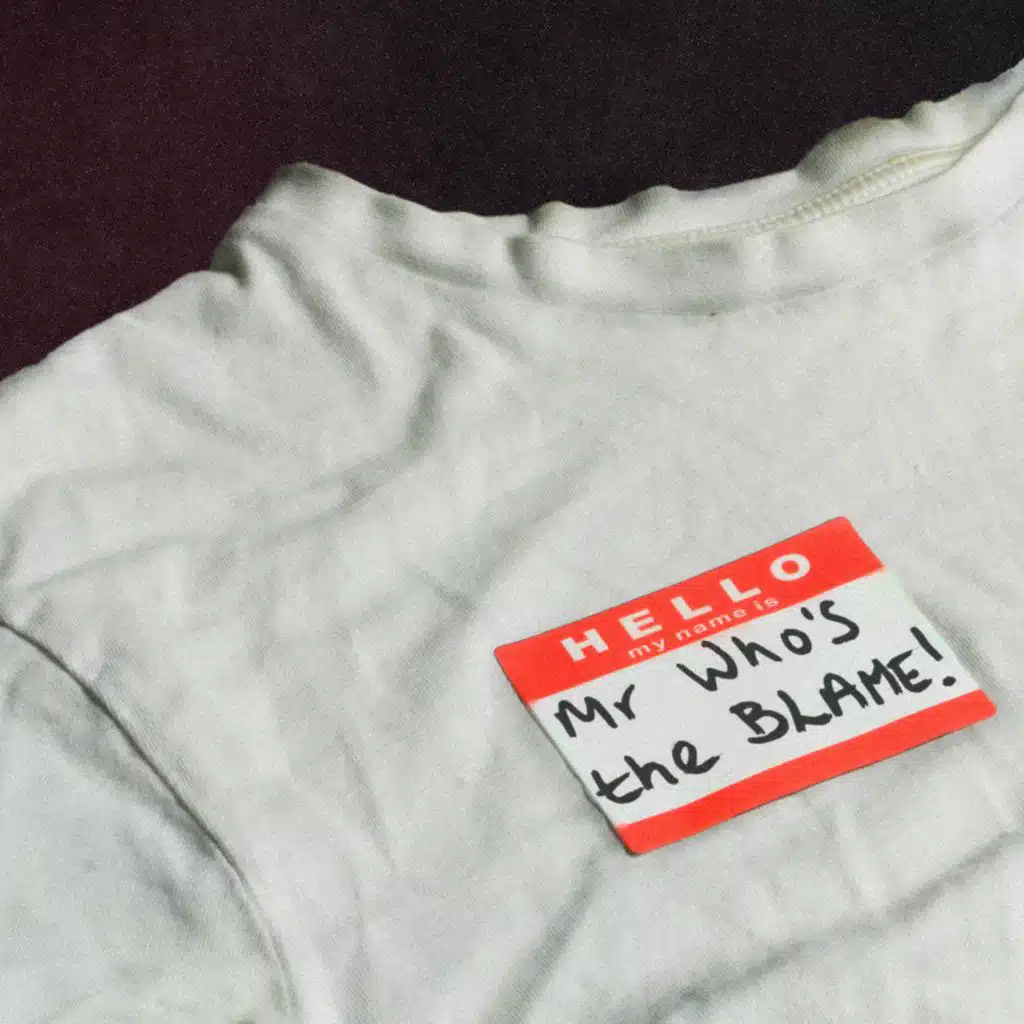 HELLO
my name is
Mr Who's
the BLAME!